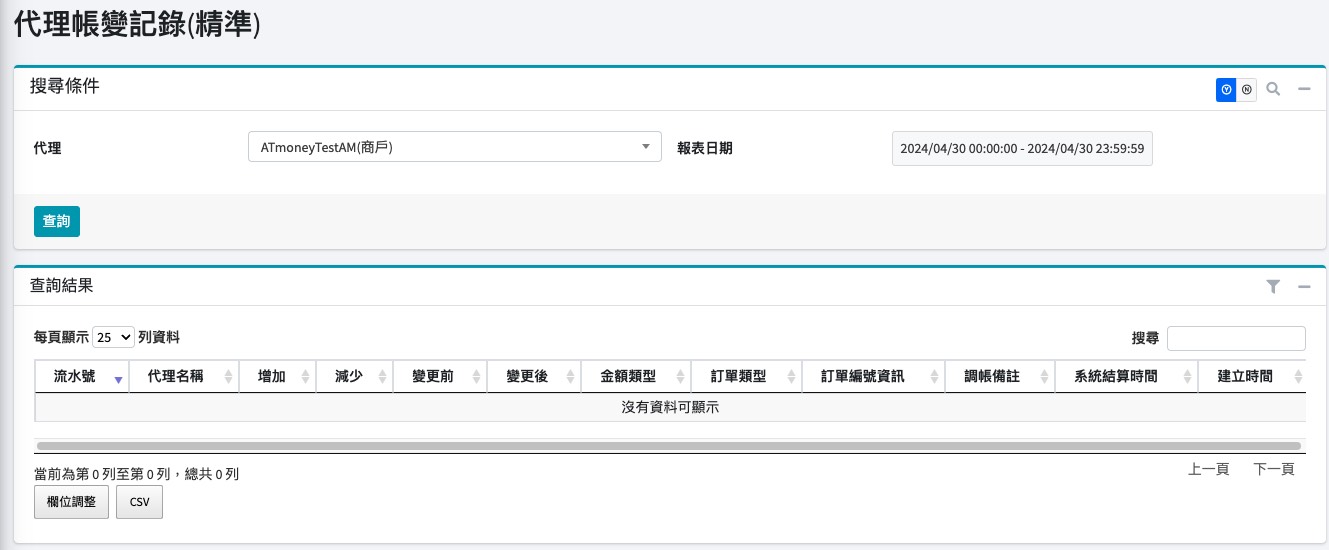 代理帳變記錄(精準)
搜尋條件
Ⓨ Ⓝ
代理 ATmoneyTestAM(商戶) 報表日期 2024/04/30 00:00:00 - 2024/04/30 23:59:59
查詢
查詢結果
每頁顯示 25 列資料 搜尋
流水號 代理名稱 增加 減少 變更前 變更後 金額類型 訂單類型 訂單編號資訊 調帳備註 系統結算時間 建立時間
沒有資料可顯示
當前為第 0 列至第 0 列，總共 0 列 上一頁 下一頁
欄位調整 CSV